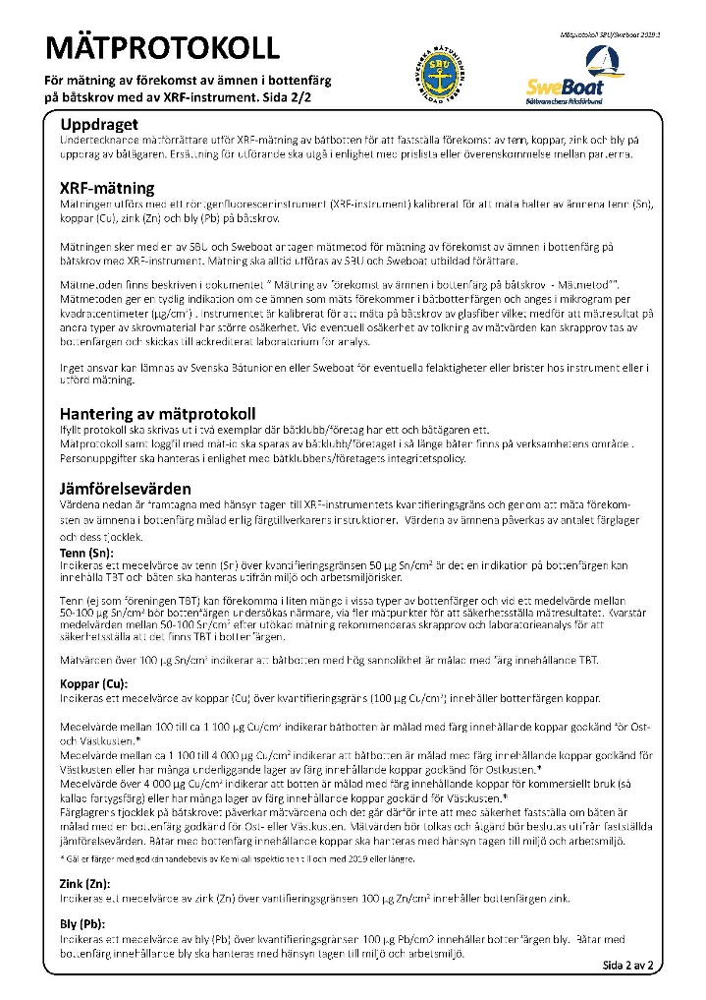 Mätprotokoll SBU/Sweboat 2019:1
MÄTPROTOKOLL
För mätning av förekomst av ämnen i bottenfärg
på båtskrov med av XRF-instrument. Sida 2/2
SVENSKA BÅTUNIONEN
SBU
BILDAD 1928
SweBoat
Båtbranschens Riksförbund
Uppdraget
Undertecknande mätförrättare utför XRF-mätning av båtbotten för att fastställa förekomst av tenn, koppar, zink och bly på
uppdrag av båtägaren. Ersättning för utförande ska utgå i enlighet med prislista eller överenskommelse mellan parterna.
XRF-mätning
Mätningen utförs med ett röntgenfluorescensinstrument (XRF-instrument) kalibrerat för att mäta halter av ämnena tenn (Sn),
koppar (Cu), zink (Zn) och bly (Pb) på båtskrov.
Mätningen sker med en av SBU och Sweboat antagen mätmetod för mätning av förekomst av ämnen i bottenfärg på
båtskrov med XRF-instrument. Mätning ska alltid utföras av SBU och Sweboat utbildad förättare.
Mätmetoden finns beskriven i dokumentet ” Mätning av förekomst av ämnen i bottenfärg på båtskrov - Mätmetod””.
Mätmetoden ger en tydlig indikation om de ämnen som mäts förekommer i båtbottenfärgen och anges i mikrogram per
kvadratcentimeter (µg/cm²) . Instrumentet är kalibrerat för att mäta på båtskrov av glasfiber vilket medför att mätresultat på
andra typer av skrovmaterial har större osäkerhet. Vid eventuell osäkerhet av tolkning av mätvärden kan skrapprov tas av
bottenfärgen och skickas till ackrediterat laboratorium för analys.
Inget ansvar kan lämnas av Svenska Båtunionen eller Sweboat för eventuella felaktigheter eller brister hos instrument eller i
utförd mätning.
Hantering av mätprotokoll
Ifyllt protokoll ska skrivas ut i två exemplar där båtklubb/företag har ett och båtägaren ett.
Mätprotokoll samt loggfil med mät-id ska sparas av båtklubb/företaget i så länge båten finns på verksamhetens område .
Personuppgifter ska hanteras i enlighet med båtklubbens/företagets integritetspolicy.
Jämförelsevärden
Värdena nedan är framtagna med hänsyn tagen till XRF-instrumentets kvantifieringsgräns och genom att mäta förekom-
sten av ämnena i bottenfärg målad enlig färgtillverkarens instruktioner. Värdena av ämnena påverkas av antalet färglager
och dess tjocklek.
Tenn (Sn):
Indikeras ett medelvärde av tenn (Sn) över kvantifieringsgränsen 50 µg Sn/cm² är det en indikation på bottenfärgen kan
innehålla TBT och båten ska hanteras utifrån miljö och arbetsmiljörisker.
Tenn (ej som föreningen TBT) kan förekomma i liten mängd i vissa typer av bottenfärger och vid ett medelvärde mellan
50-100 µg Sn/cm² bör bottenfärgen undersökas närmare, via fler mätpunkter för att säkerhetsställa mätresultatet. Kvarstår
medelvärden mellan 50-100 Sn/cm² efter utökad mätning rekommenderas skrapprov och laboratorieanalys för att
säkerhetsställa att det finns TBT i bottenfärgen.
Mätvärden över 100 µg Sn/cm² indikerar att båtbotten med hög sannolikhet är målad med färg innehållande TBT.
Koppar (Cu):
Indikeras ett medelvärde av koppar (Cu) över kvantifieringsgräns (100 µg Cu/cm²) innehåller bottenfärgen koppar.
Medelvärde mellan 100 till ca 1 100 µg Cu/cm² indikerar båtbotten är målad med färg innehållande koppar godkänd för Ost-
och Västkusten.*
Medelvärde mellan ca 1 100 till 4 000 µg Cu/cm² indikerar att båtbotten är målad med färg innehållande koppar godkänd för
Västkusten eller har många underliggande lager av färg innehållande koppar godkänd för Ostkusten.*
Medelvärde över 4 000 µg Cu/cm² indikerar att botten är målad med färg innehållande koppar för kommersiellt bruk (så
kallad fartygsfärg) eller har många lager av färg innehållande koppar godkänd för Västkusten.*
Färglagrens tjocklek på båtskrovet påverkar mätvärdena och det går därför inte att med säkerhet fastställa om båten är
målad med en bottenfärg godkänd för Ost- eller Västkusten. Mätvärden bör tolkas och åtgärd bör beslutas utifrån fastställda
jämförelsevärden. Båtar med bottenfärg innehållande koppar ska hanteras med hänsyn tagen till miljö och arbetsmiljö.
* Gäller färger med godkännandebevis av Kemikalinspektionen till och med 2019 eller längre.
Zink (Zn):
Indikeras ett medelvärde av zink (Zn) över vantifieringsgränsen 100 µg Zn/cm² innehåller bottenfärgen zink.
Bly (Pb):
Indikeras ett medelvärde av bly (Pb) över kvantifieringsgränsen 100 µg Pb/cm2 innehåller bottenfärgen bly. Båtar med
bottenfärg innehållande bly ska hanteras med hänsyn tagen till miljö och arbetsmiljö.
Sida 2 av 2